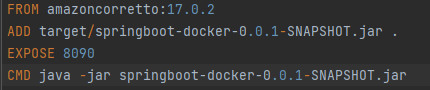 FROM amazoncorretto:17.0.2
ADD target/springboot-docker-0.0.1-SNAPSHOT.jar .
EXPOSE 8090
CMD java -jar springboot-docker-0.0.1-SNAPSHOT.jar